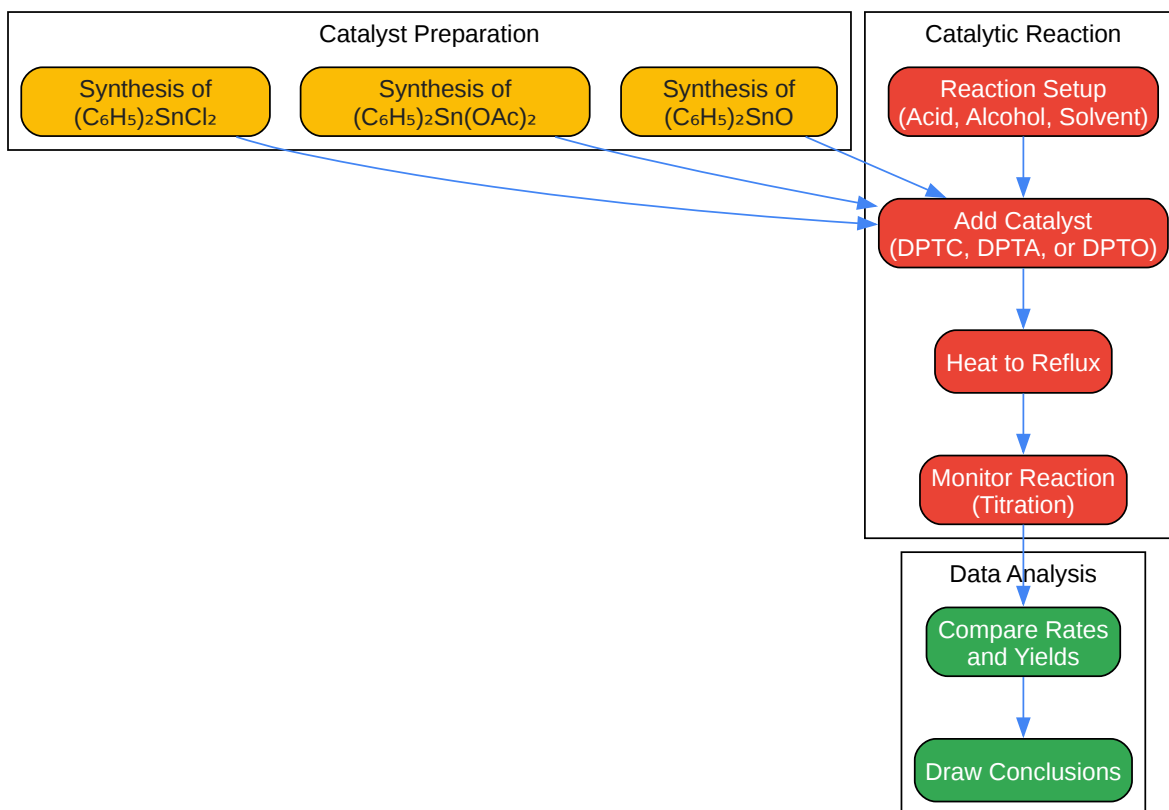 Catalyst Preparation
Synthesis of
(C₆H₅)₂SnCl₂
Synthesis of
(C₆H₅)₂Sn(OAc)₂
Synthesis of
(C₆H₅)₂SnO
Catalytic Reaction
Reaction Setup
(Acid, Alcohol, Solvent)
Add Catalyst
(DPTC, DPTA, or DPTO)
Heat to Reflux
Monitor Reaction
(Titration)
Data Analysis
Compare Rates
and Yields
Draw Conclusions